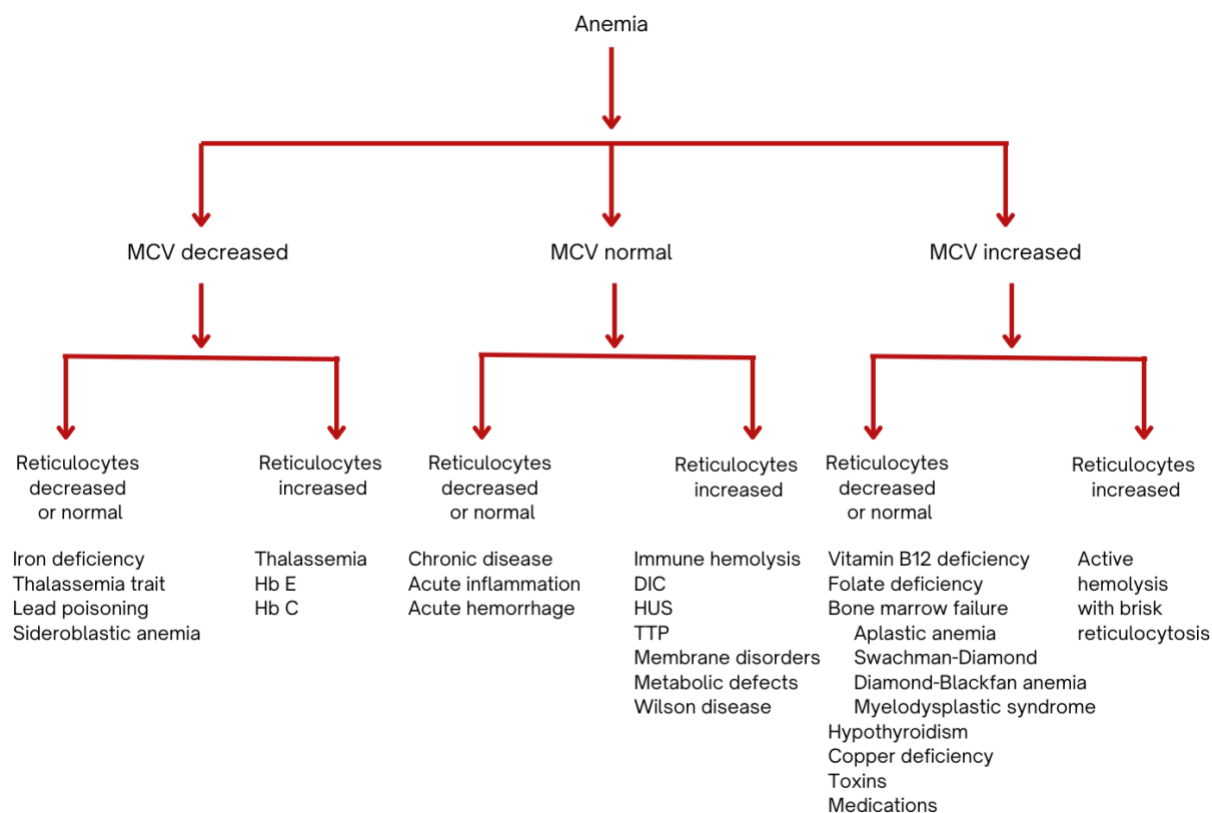 Anemia
MCV decreased
MCV normal
MCV increased
Reticulocytes
decreased
or normal
Reticulocytes
increased
Reticulocytes
decreased
or normal
Reticulocytes
increased
Reticulocytes
decreased
or normal
Reticulocytes
increased
Iron deficiency
Thalassemia trait
Lead poisoning
Sideroblastic anemia
Thalassemia
Hb E
Hb C
Chronic disease
Acute inflammation
Acute hemorrhage
Immune hemolysis
DIC
HUS
TTP
Membrane disorders
Metabolic defects
Wilson disease
Vitamin B12 deficiency
Folate deficiency
Bone marrow failure
Aplastic anemia
Swachman-Diamond
Diamond-Blackfan anemia
Myelodysplastic syndrome
Hypothyroidism
Copper deficiency
Toxins
Medications
Active
hemolysis
with brisk
reticulocytosis